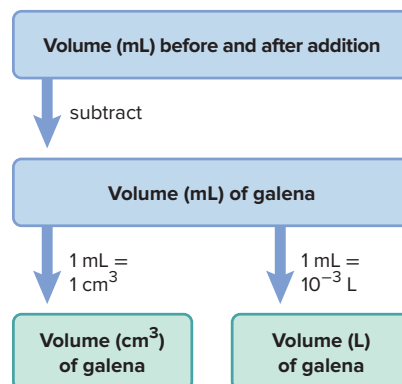 Volume (mL) before and after addition
subtract
Volume (mL) of galena
1 mL =
1 cm³
1 mL =
10⁻³ L
Volume (cm³)
of galena
Volume (L)
of galena